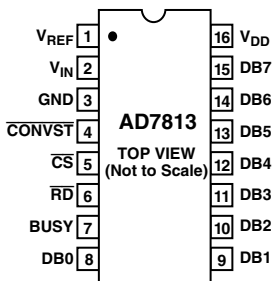 VREF 1
VIN 2
GND 3
CONVST 4
CS 5
RD 6
BUSY 7
DB0 8
AD7813
TOP VIEW
(Not to Scale)
16 VDD
15 DB7
14 DB6
13 DB5
12 DB4
11 DB3
10 DB2
9 DB1